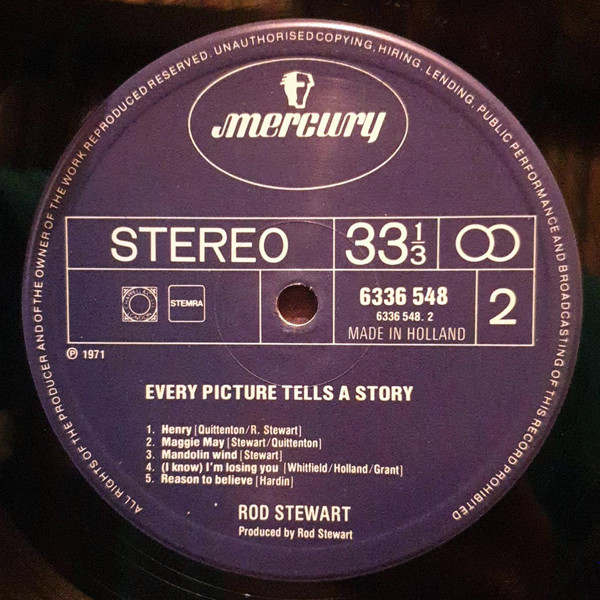 ALL RIGHTS OF THE PRODUCER AND OF THE OWNER OF THE WORK REPRODUCED RESERVED. UNAUTHORISED COPYING, HIRING, LENDING, PUBLIC PERFORMANCE AND BROADCASTING OF THIS RECORD PROHIBITED
mercury
STEREO
33 1/3
STEMRA
6336 548
6336 548. 2
MADE IN HOLLAND
2
℗ 1971
EVERY PICTURE TELLS A STORY
1. Henry [Quittenton/R. Stewart]
2. Maggie May [Stewart/Quittenton]
3. Mandolin wind [Stewart]
4. (I know) I'm losing you [Whitfield/Holland/Grant]
5. Reason to believe [Hardin]
ROD STEWART
Produced by Rod Stewart